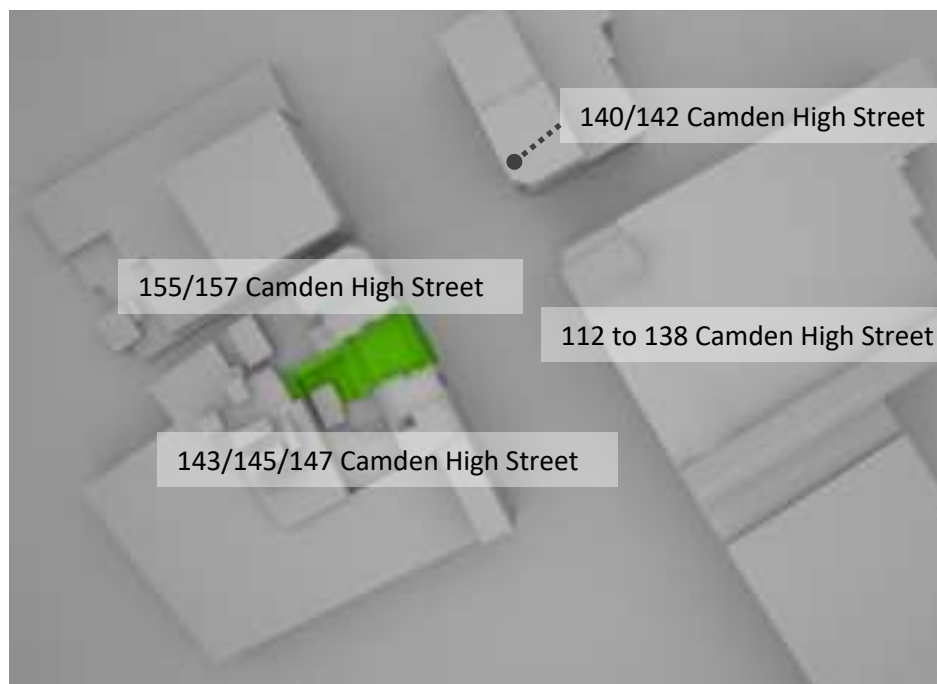 140/142 Camden High Street
155/157 Camden High Street
112 to 138 Camden High Street
143/145/147 Camden High Street